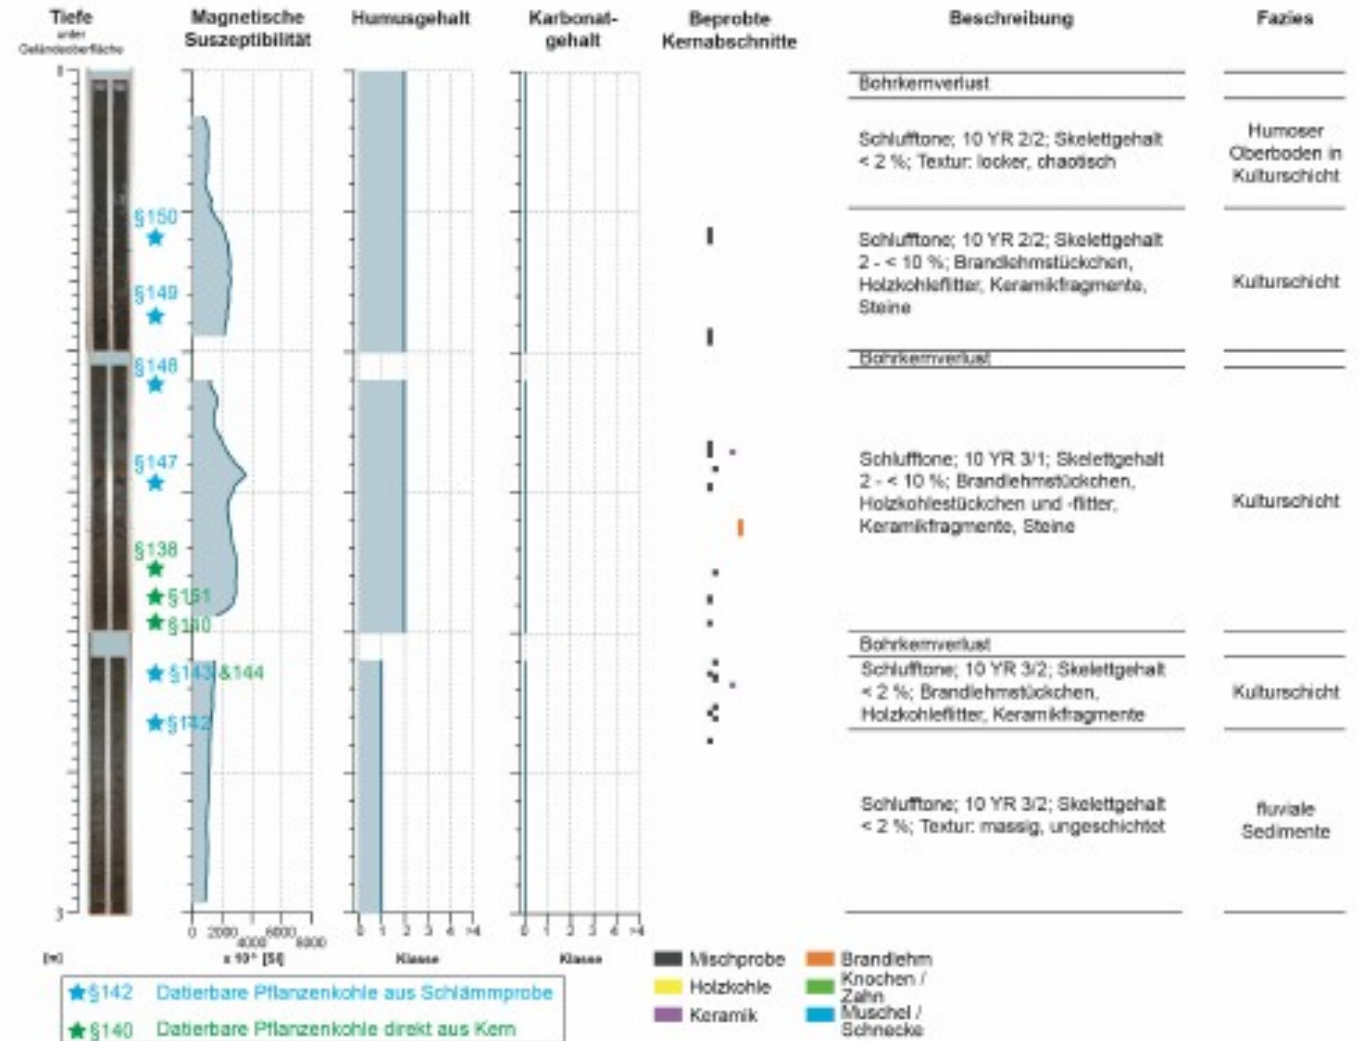 Tiefe
unter
Geländeoberfläche
Magnetische
Suszeptibilität
Humusgehalt
Karbonat-
gehalt
Beprobte
Kernabschnitte
Beschreibung
Fazies
Bohrkernverlust
Schlufftone; 10 YR 2/2; Skelettgehalt
< 2 %; Textur: locker, chaotisch
Humoser
Oberboden in
Kulturschicht
§150
§149
Schlufftone; 10 YR 2/2; Skelettgehalt
2 - < 10 %; Brandlehmstückchen,
Holzkohleflitter, Keramikfragmente,
Steine
Kulturschicht
§148
Bohrkernverlust
§147
§138
§151
§140
Schlufftone; 10 YR 3/1; Skelettgehalt
2 - < 10 %; Brandlehmstückchen,
Holzkohlestückchen und -flitter,
Keramikfragmente, Steine
Kulturschicht
Bohrkernverlust
§143 &144
§142
Schlufftone; 10 YR 3/2; Skelettgehalt
< 2 %; Brandlehmstückchen,
Holzkohleflitter, Keramikfragmente
Kulturschicht
Schlufftone; 10 YR 3/2; Skelettgehalt
< 2 %; Textur: massig, ungeschichtet
fluviale
Sedimente
3
0 2000 4000 6000 8000
[m]
0 1 2 3 4 >4
Klasse
0 1 2 3 4 >4
Klasse
§142 Datierbare Pflanzenkohle aus Schlämmprobe
§140 Datierbare Pflanzenkohle direkt aus Kern
Mischprobe
Holzkohle
Keramik
Brandlehm
Knochen /
Zahn
Muschel /
Schnecke